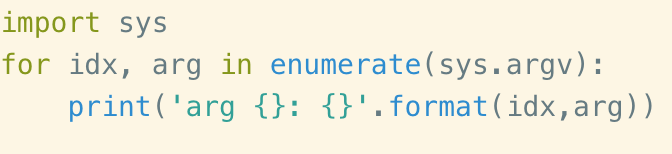 import sys
for idx, arg in enumerate(sys.argv):
    print('arg {}: {}'.format(idx,arg))